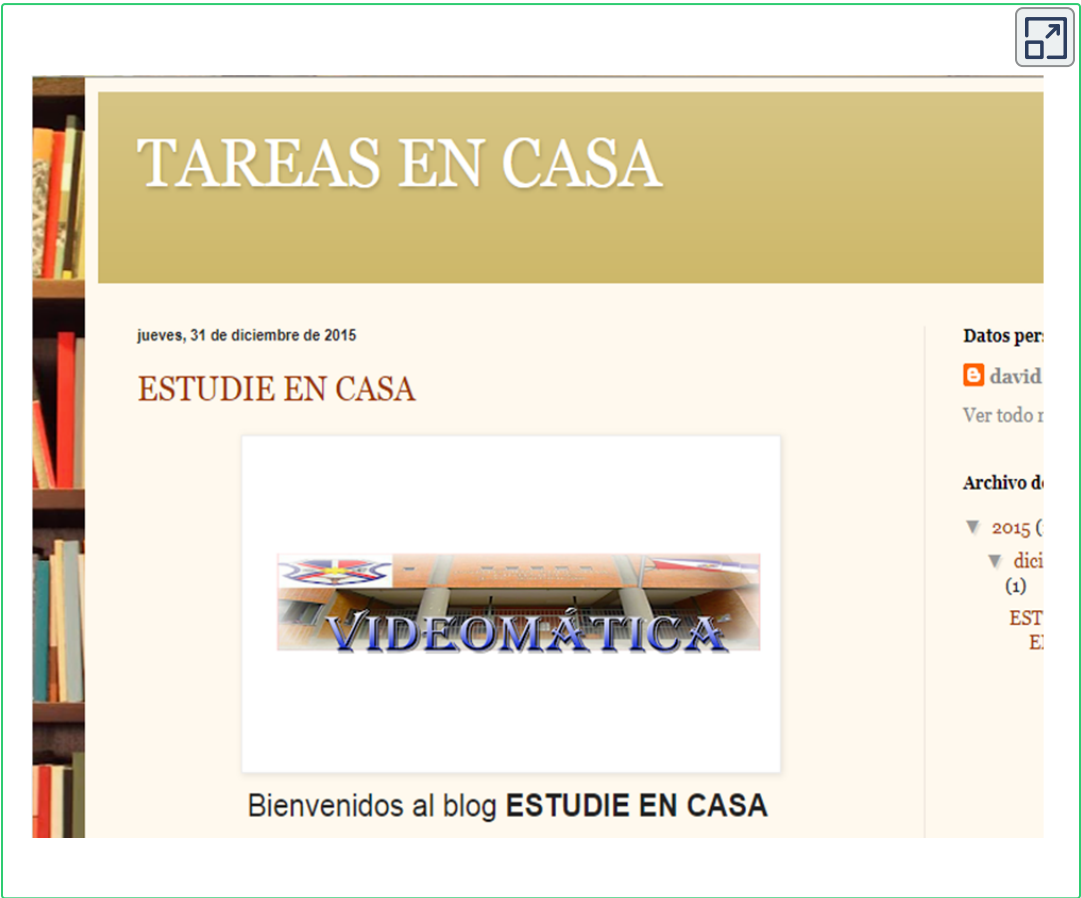 TAREAS EN CASA
jueves, 31 de diciembre de 2015
ESTUDIE EN CASA
VIDEOMÁTICA
Bienvenidos al blog ESTUDIE EN CASA
Datos pers
david
Ver todo
Archivo de
2015 (
dici
(1)
EST